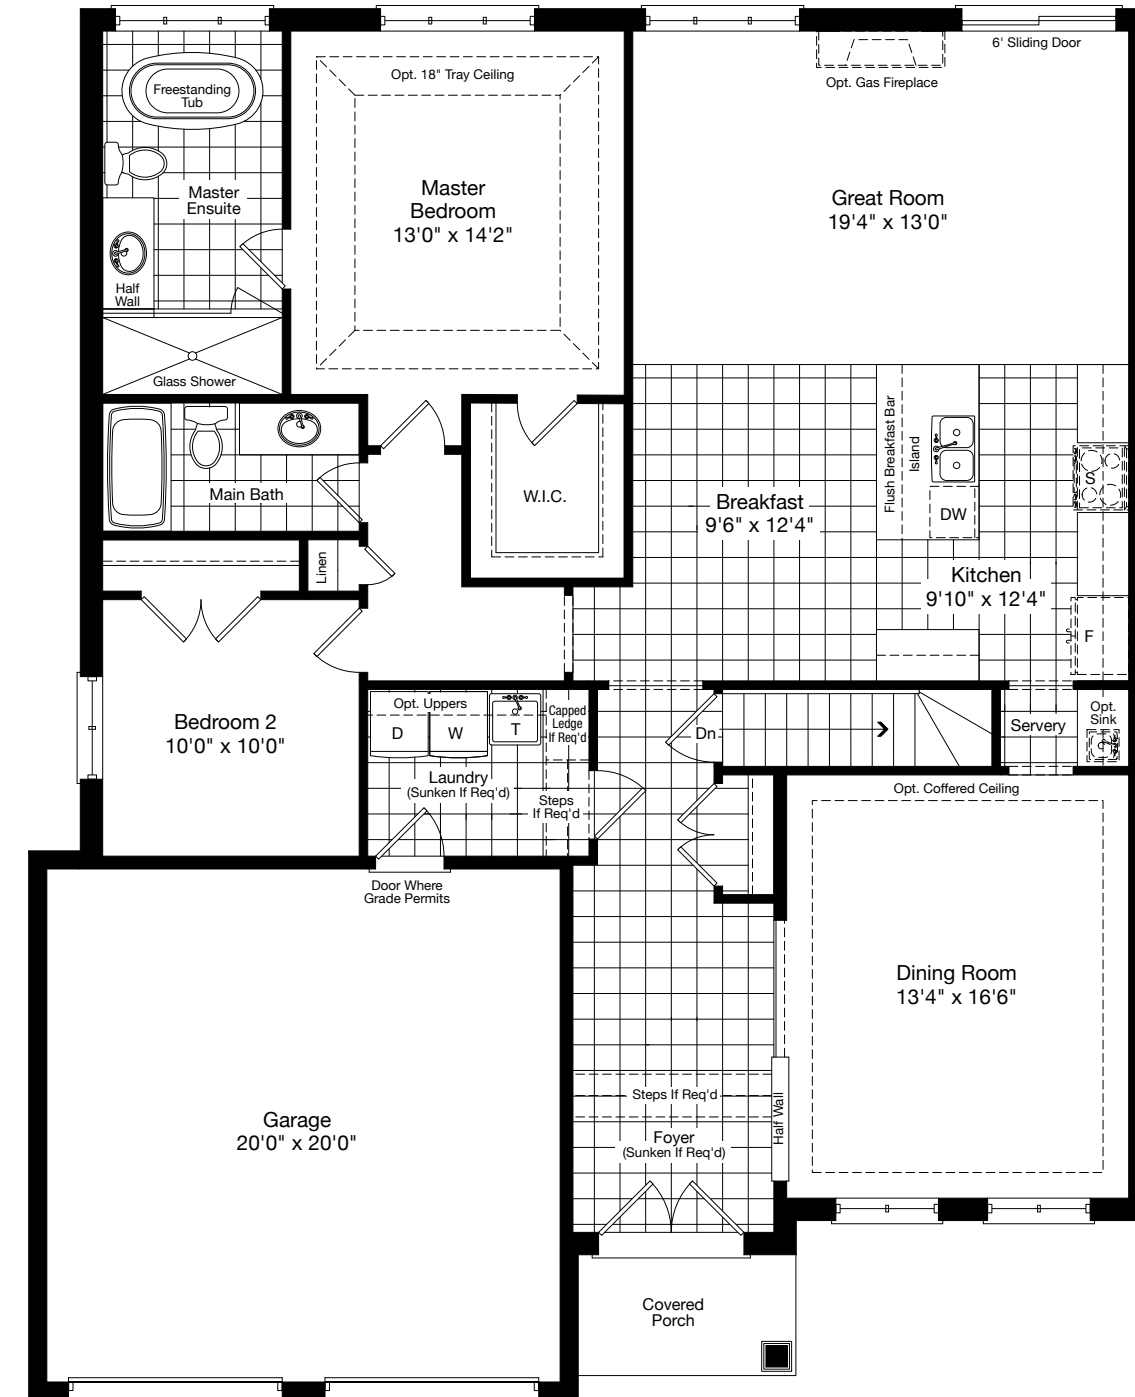 6' Sliding Door
Opt. 18" Tray Ceiling
Opt. Gas Fireplace
Freestanding
Tub
Master
Ensuite
Master
Bedroom
13'0" x 14'2"
Great Room
19'4" x 13'0"
Half
Wall
Glass Shower
Main Bath
W.I.C.
Breakfast
9'6" x 12'4"
Flush Breakfast Bar
Island
DW
S
Kitchen
9'10" x 12'4"
F
Linen
Bedroom 2
10'0" x 10'0"
Opt. Uppers
D
W
T
Capped
Ledge
If Req'd
Laundry
(Sunken If Req'd)
Steps
If Req'd
Dn
Servery
Opt.
Sink
Opt. Coffered Ceiling
Door Where
Grade Permits
Dining Room
13'4" x 16'6"
Steps If Req'd
Half Wall
Foyer
(Sunken If Req'd)
Garage
20'0" x 20'0"
Covered
Porch